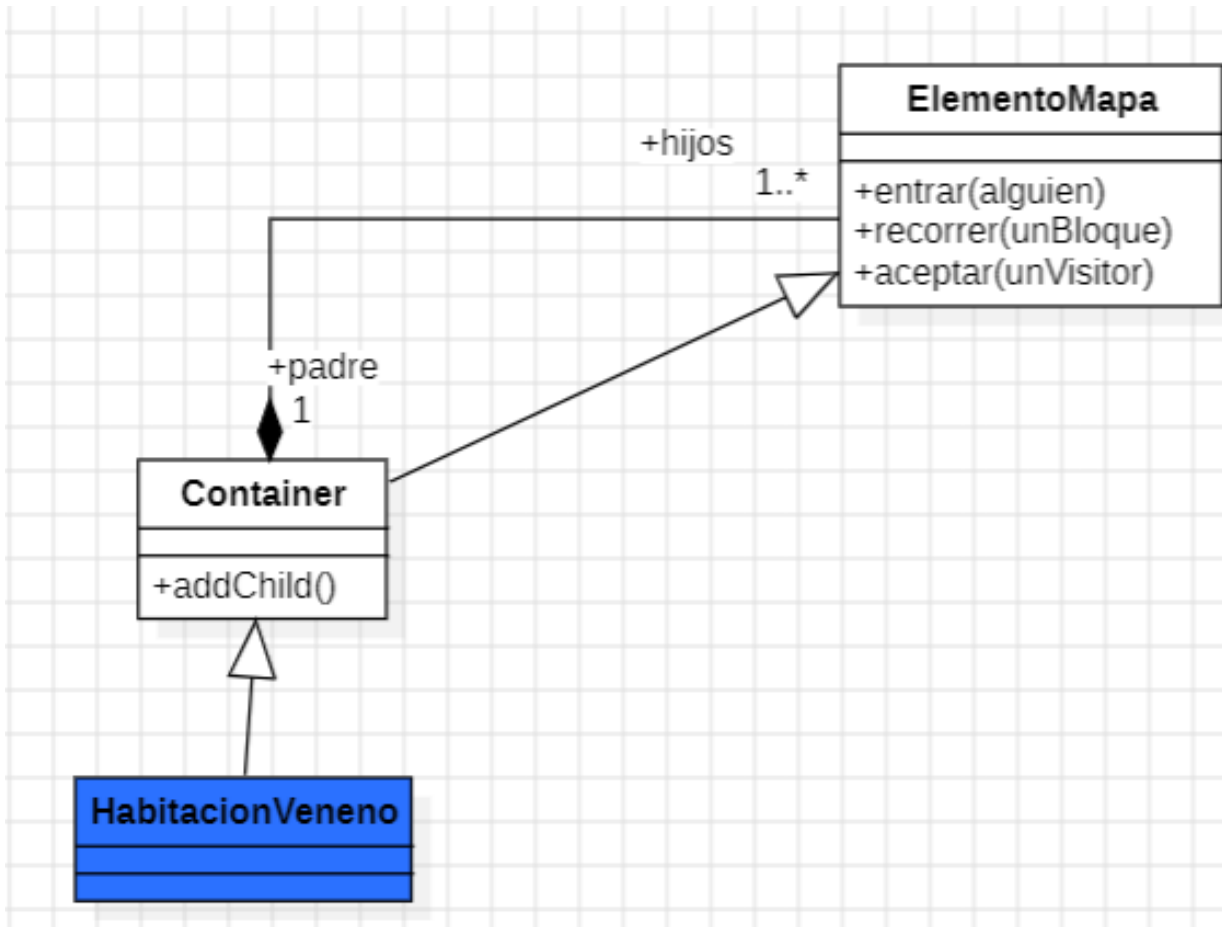 ElementoMapa
+hijos
1..*
+entrar(alguien)
+recorrer(unBloque)
+aceptar(unVisitor)
+padre
1
Container
+addChild()
HabitacionVeneno